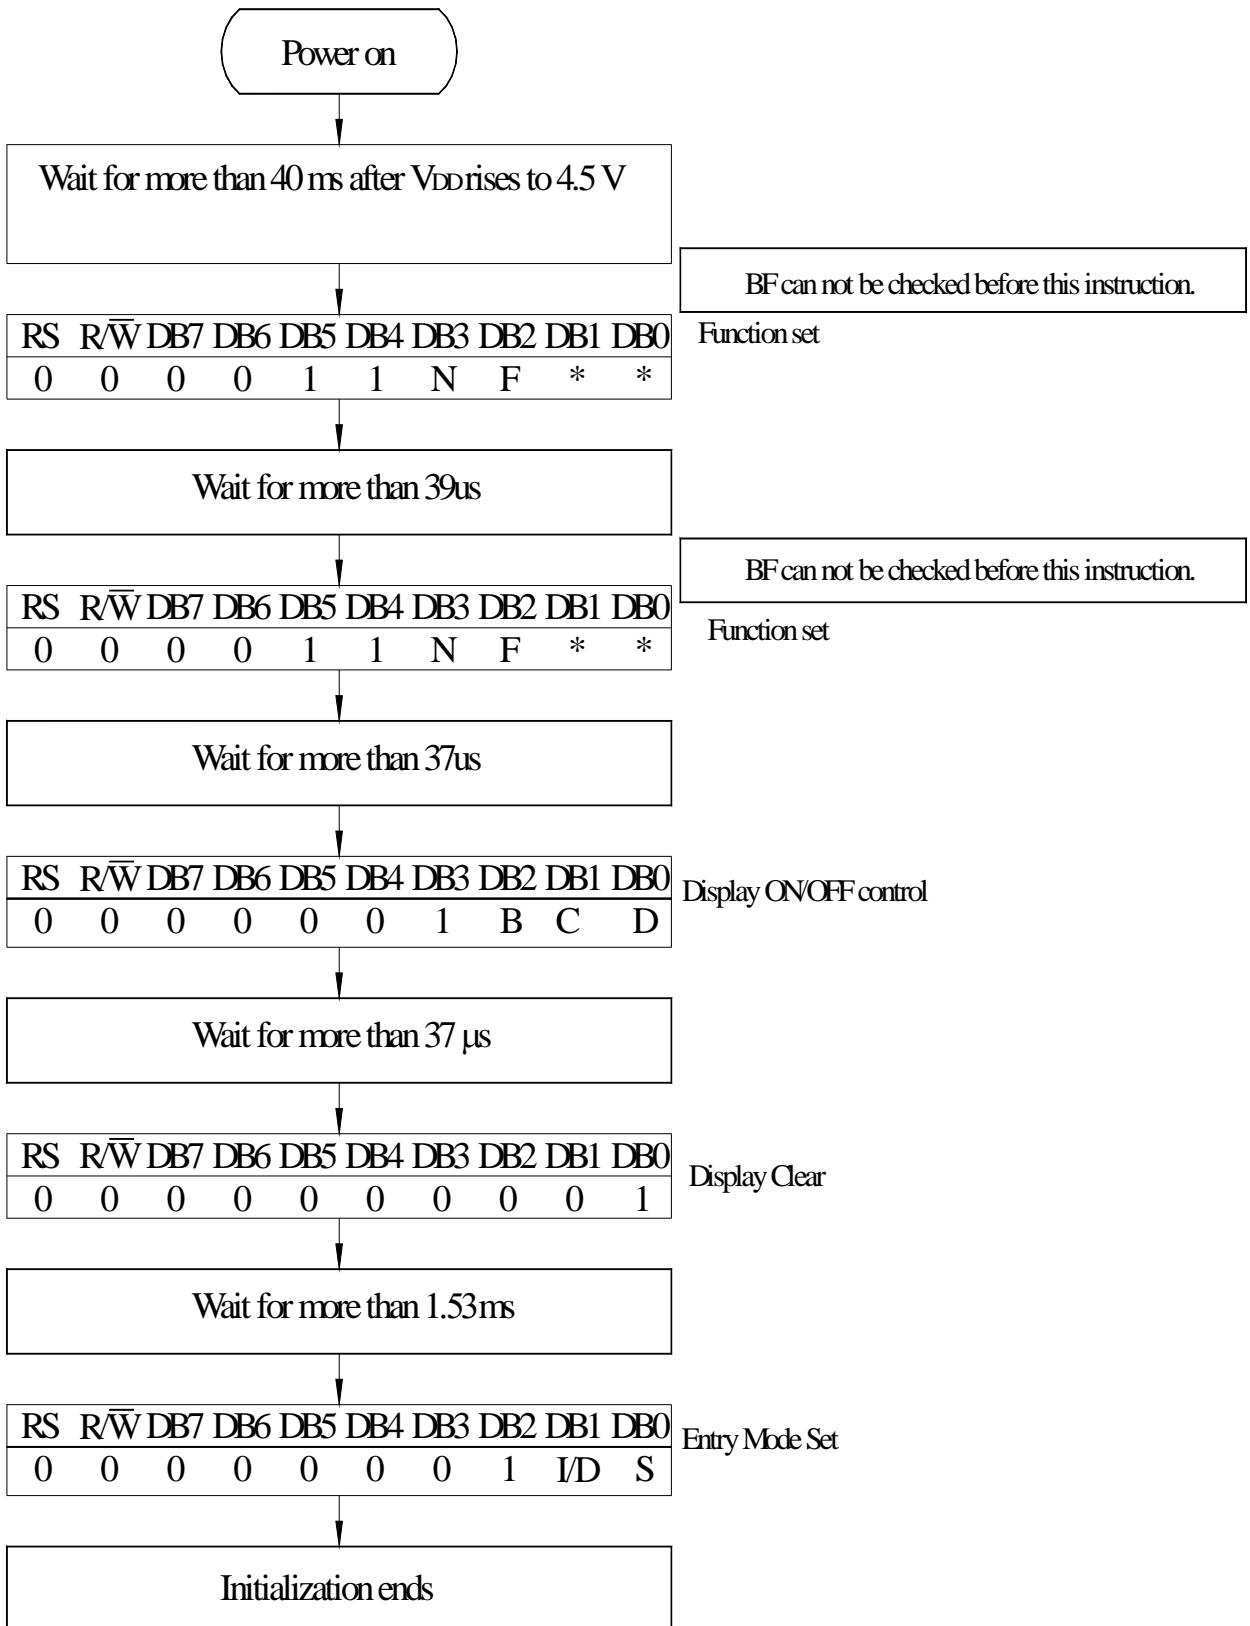 Power on
Wait for more than 40 ms after VDD rises to 4.5 V
BF can not be checked before this instruction.
RS R/W̅ DB7 DB6 DB5 DB4 DB3 DB2 DB1 DB0
Function set
0 0 0 0 1 1 N F * *
Wait for more than 39us
BF can not be checked before this instruction.
RS R/W̅ DB7 DB6 DB5 DB4 DB3 DB2 DB1 DB0
Function set
0 0 0 0 1 1 N F * *
Wait for more than 37us
RS R/W̅ DB7 DB6 DB5 DB4 DB3 DB2 DB1 DB0
Display ON/OFF control
0 0 0 0 0 0 1 B C D
Wait for more than 37 μs
RS R/W̅ DB7 DB6 DB5 DB4 DB3 DB2 DB1 DB0
Display Clear
0 0 0 0 0 0 0 0 0 1
Wait for more than 1.53ms
RS R/W̅ DB7 DB6 DB5 DB4 DB3 DB2 DB1 DB0
Entry Mode Set
0 0 0 0 0 0 0 1 I/D S
Initialization ends